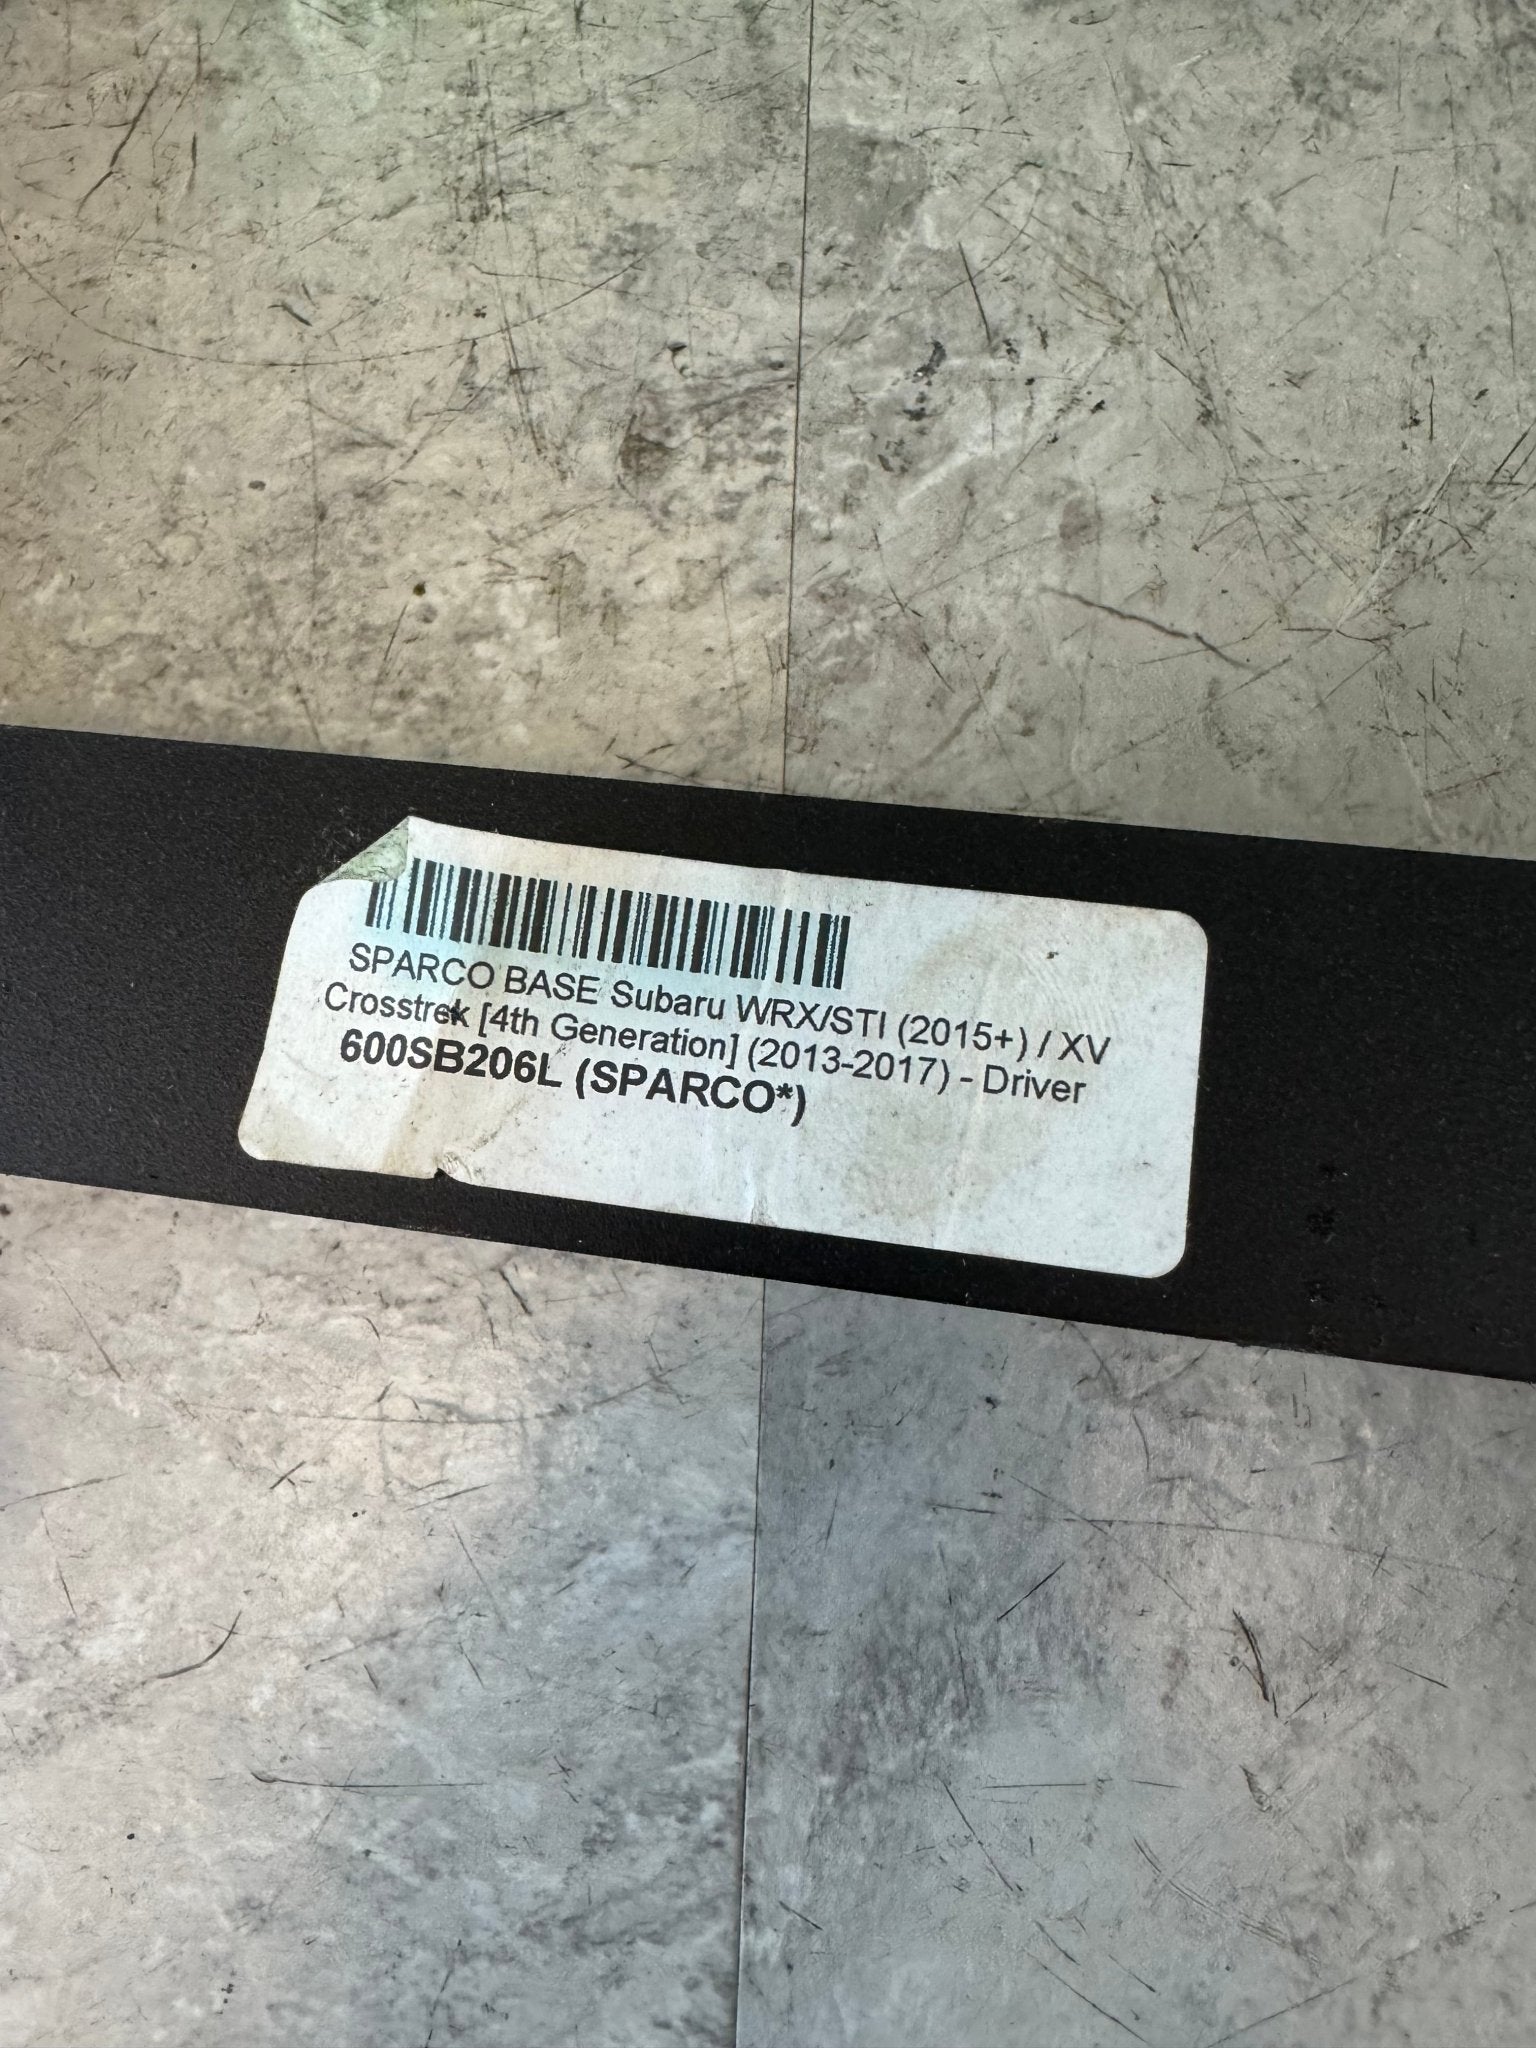 SPARCO BASE Subaru WRX/STI (2015+) / XV
Crosstrek [4th Generation] (2013-2017) - Driver
600SB206L (SPARCO*)